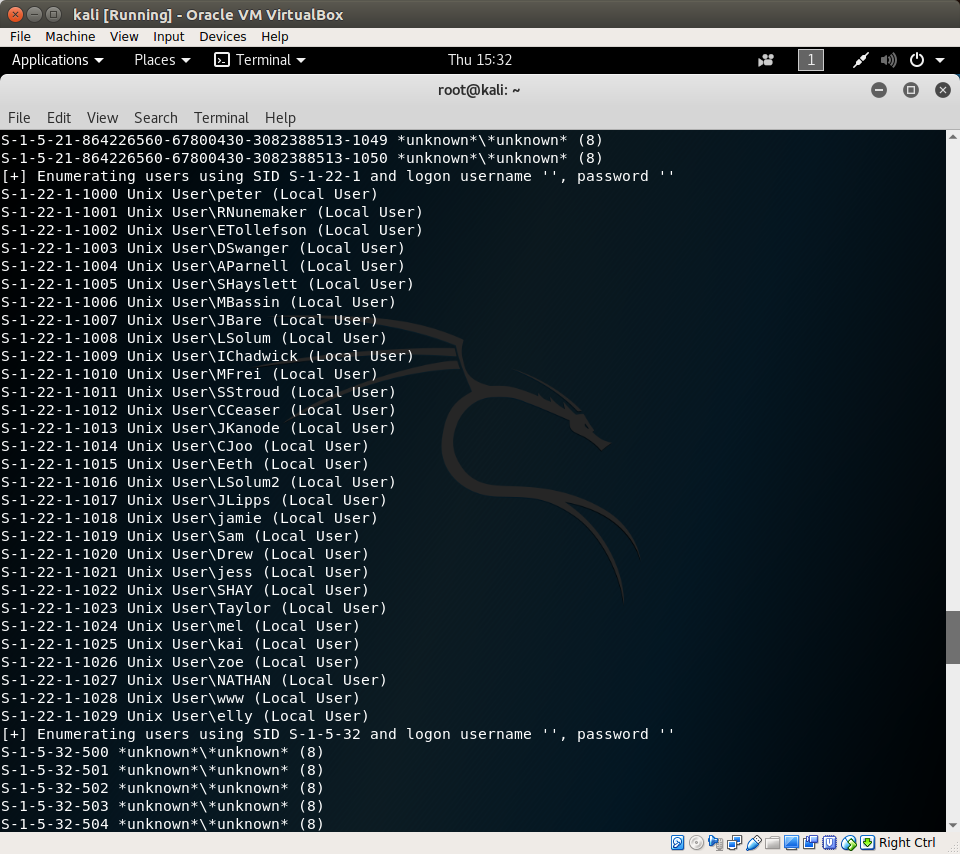 kali [Running] - Oracle VM VirtualBox
File Machine View Input Devices Help
Applications Places Terminal Thu 15:32 1
root@kali: ~
File Edit View Search Terminal Help
S-1-5-21-864226560-67800430-3082388513-1049 *unknown*\*unknown* (8)
S-1-5-21-864226560-67800430-3082388513-1050 *unknown*\*unknown* (8)
[+] Enumerating users using SID S-1-22-1 and logon username '', password ''
S-1-22-1-1000 Unix User\peter (Local User)
S-1-22-1-1001 Unix User\RNunemaker (Local User)
S-1-22-1-1002 Unix User\ETollefson (Local User)
S-1-22-1-1003 Unix User\DSwanger (Local User)
S-1-22-1-1004 Unix User\AParnell (Local User)
S-1-22-1-1005 Unix User\SHayslett (Local User)
S-1-22-1-1006 Unix User\MBassin (Local User)
S-1-22-1-1007 Unix User\JBare (Local User)
S-1-22-1-1008 Unix User\LSolum (Local User)
S-1-22-1-1009 Unix User\IChadwick (Local User)
S-1-22-1-1010 Unix User\MFrei (Local User)
S-1-22-1-1011 Unix User\SStroud (Local User)
S-1-22-1-1012 Unix User\CCeaser (Local User)
S-1-22-1-1013 Unix User\JKanode (Local User)
S-1-22-1-1014 Unix User\CJoo (Local User)
S-1-22-1-1015 Unix User\Eeth (Local User)
S-1-22-1-1016 Unix User\LSolum2 (Local User)
S-1-22-1-1017 Unix User\JLipps (Local User)
S-1-22-1-1018 Unix User\jamie (Local User)
S-1-22-1-1019 Unix User\Sam (Local User)
S-1-22-1-1020 Unix User\Drew (Local User)
S-1-22-1-1021 Unix User\jess (Local User)
S-1-22-1-1022 Unix User\SHAY (Local User)
S-1-22-1-1023 Unix User\Taylor (Local User)
S-1-22-1-1024 Unix User\mel (Local User)
S-1-22-1-1025 Unix User\kai (Local User)
S-1-22-1-1026 Unix User\zoe (Local User)
S-1-22-1-1027 Unix User\NATHAN (Local User)
S-1-22-1-1028 Unix User\www (Local User)
S-1-22-1-1029 Unix User\elly (Local User)
[+] Enumerating users using SID S-1-5-32 and logon username '', password ''
S-1-5-32-500 *unknown*\*unknown* (8)
S-1-5-32-501 *unknown*\*unknown* (8)
S-1-5-32-502 *unknown*\*unknown* (8)
S-1-5-32-503 *unknown*\*unknown* (8)
S-1-5-32-504 *unknown*\*unknown* (8)
Right Ctrl